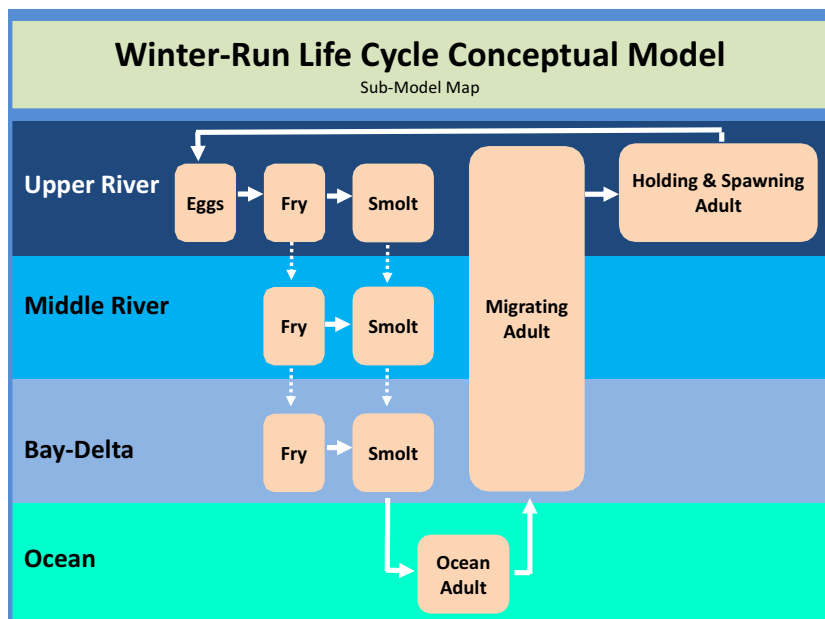 Winter-Run Life Cycle Conceptual Model
Sub-Model Map
Upper River
Eggs
Fry
Smolt
Holding & Spawning
Adult
Middle River
Fry
Smolt
Migrating
Adult
Bay-Delta
Fry
Smolt
Ocean
Ocean
Adult